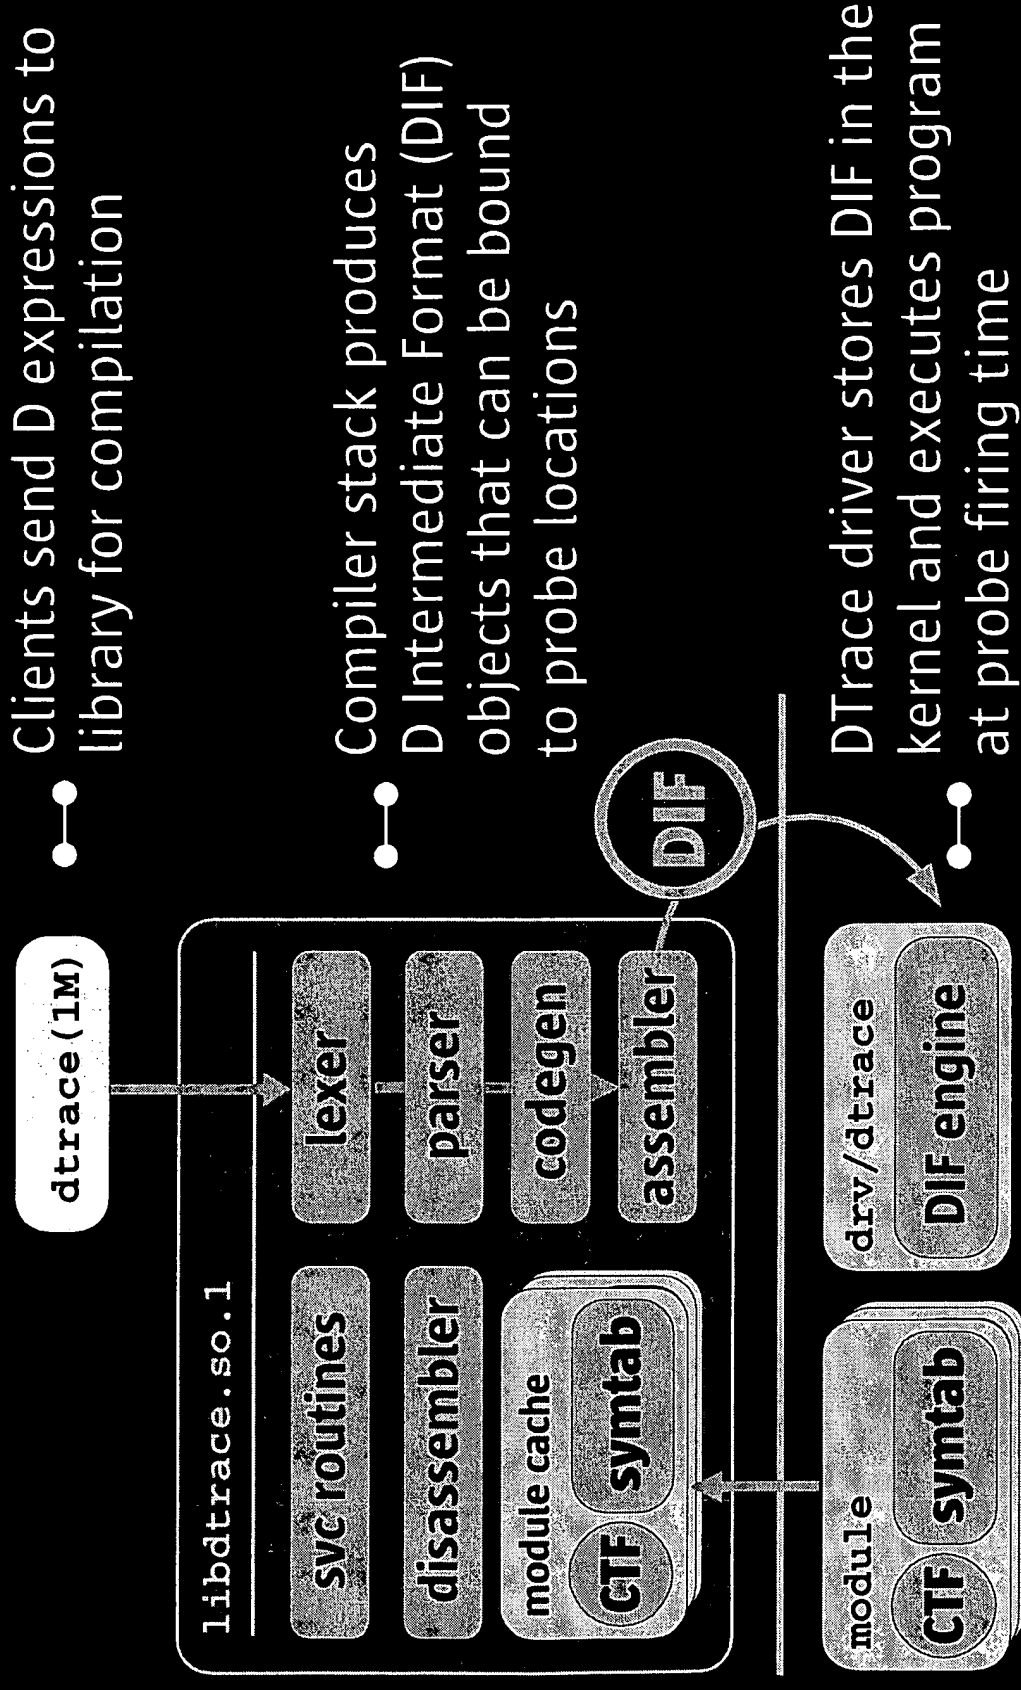 dtrace(1M)
libdtrace.so.1
svc routines
lexer
disassembler
parser
module cache
CTF
symtab
codegen
assembler
DIF
module
CTF
symtab
drv/dtrace
DIF engine
Clients send D expressions to
library for compilation
Compiler stack produces
D Intermediate Format (DIF)
objects that can be bound
to probe locations
DTrace driver stores DIF in the
kernel and executes program
at probe firing time